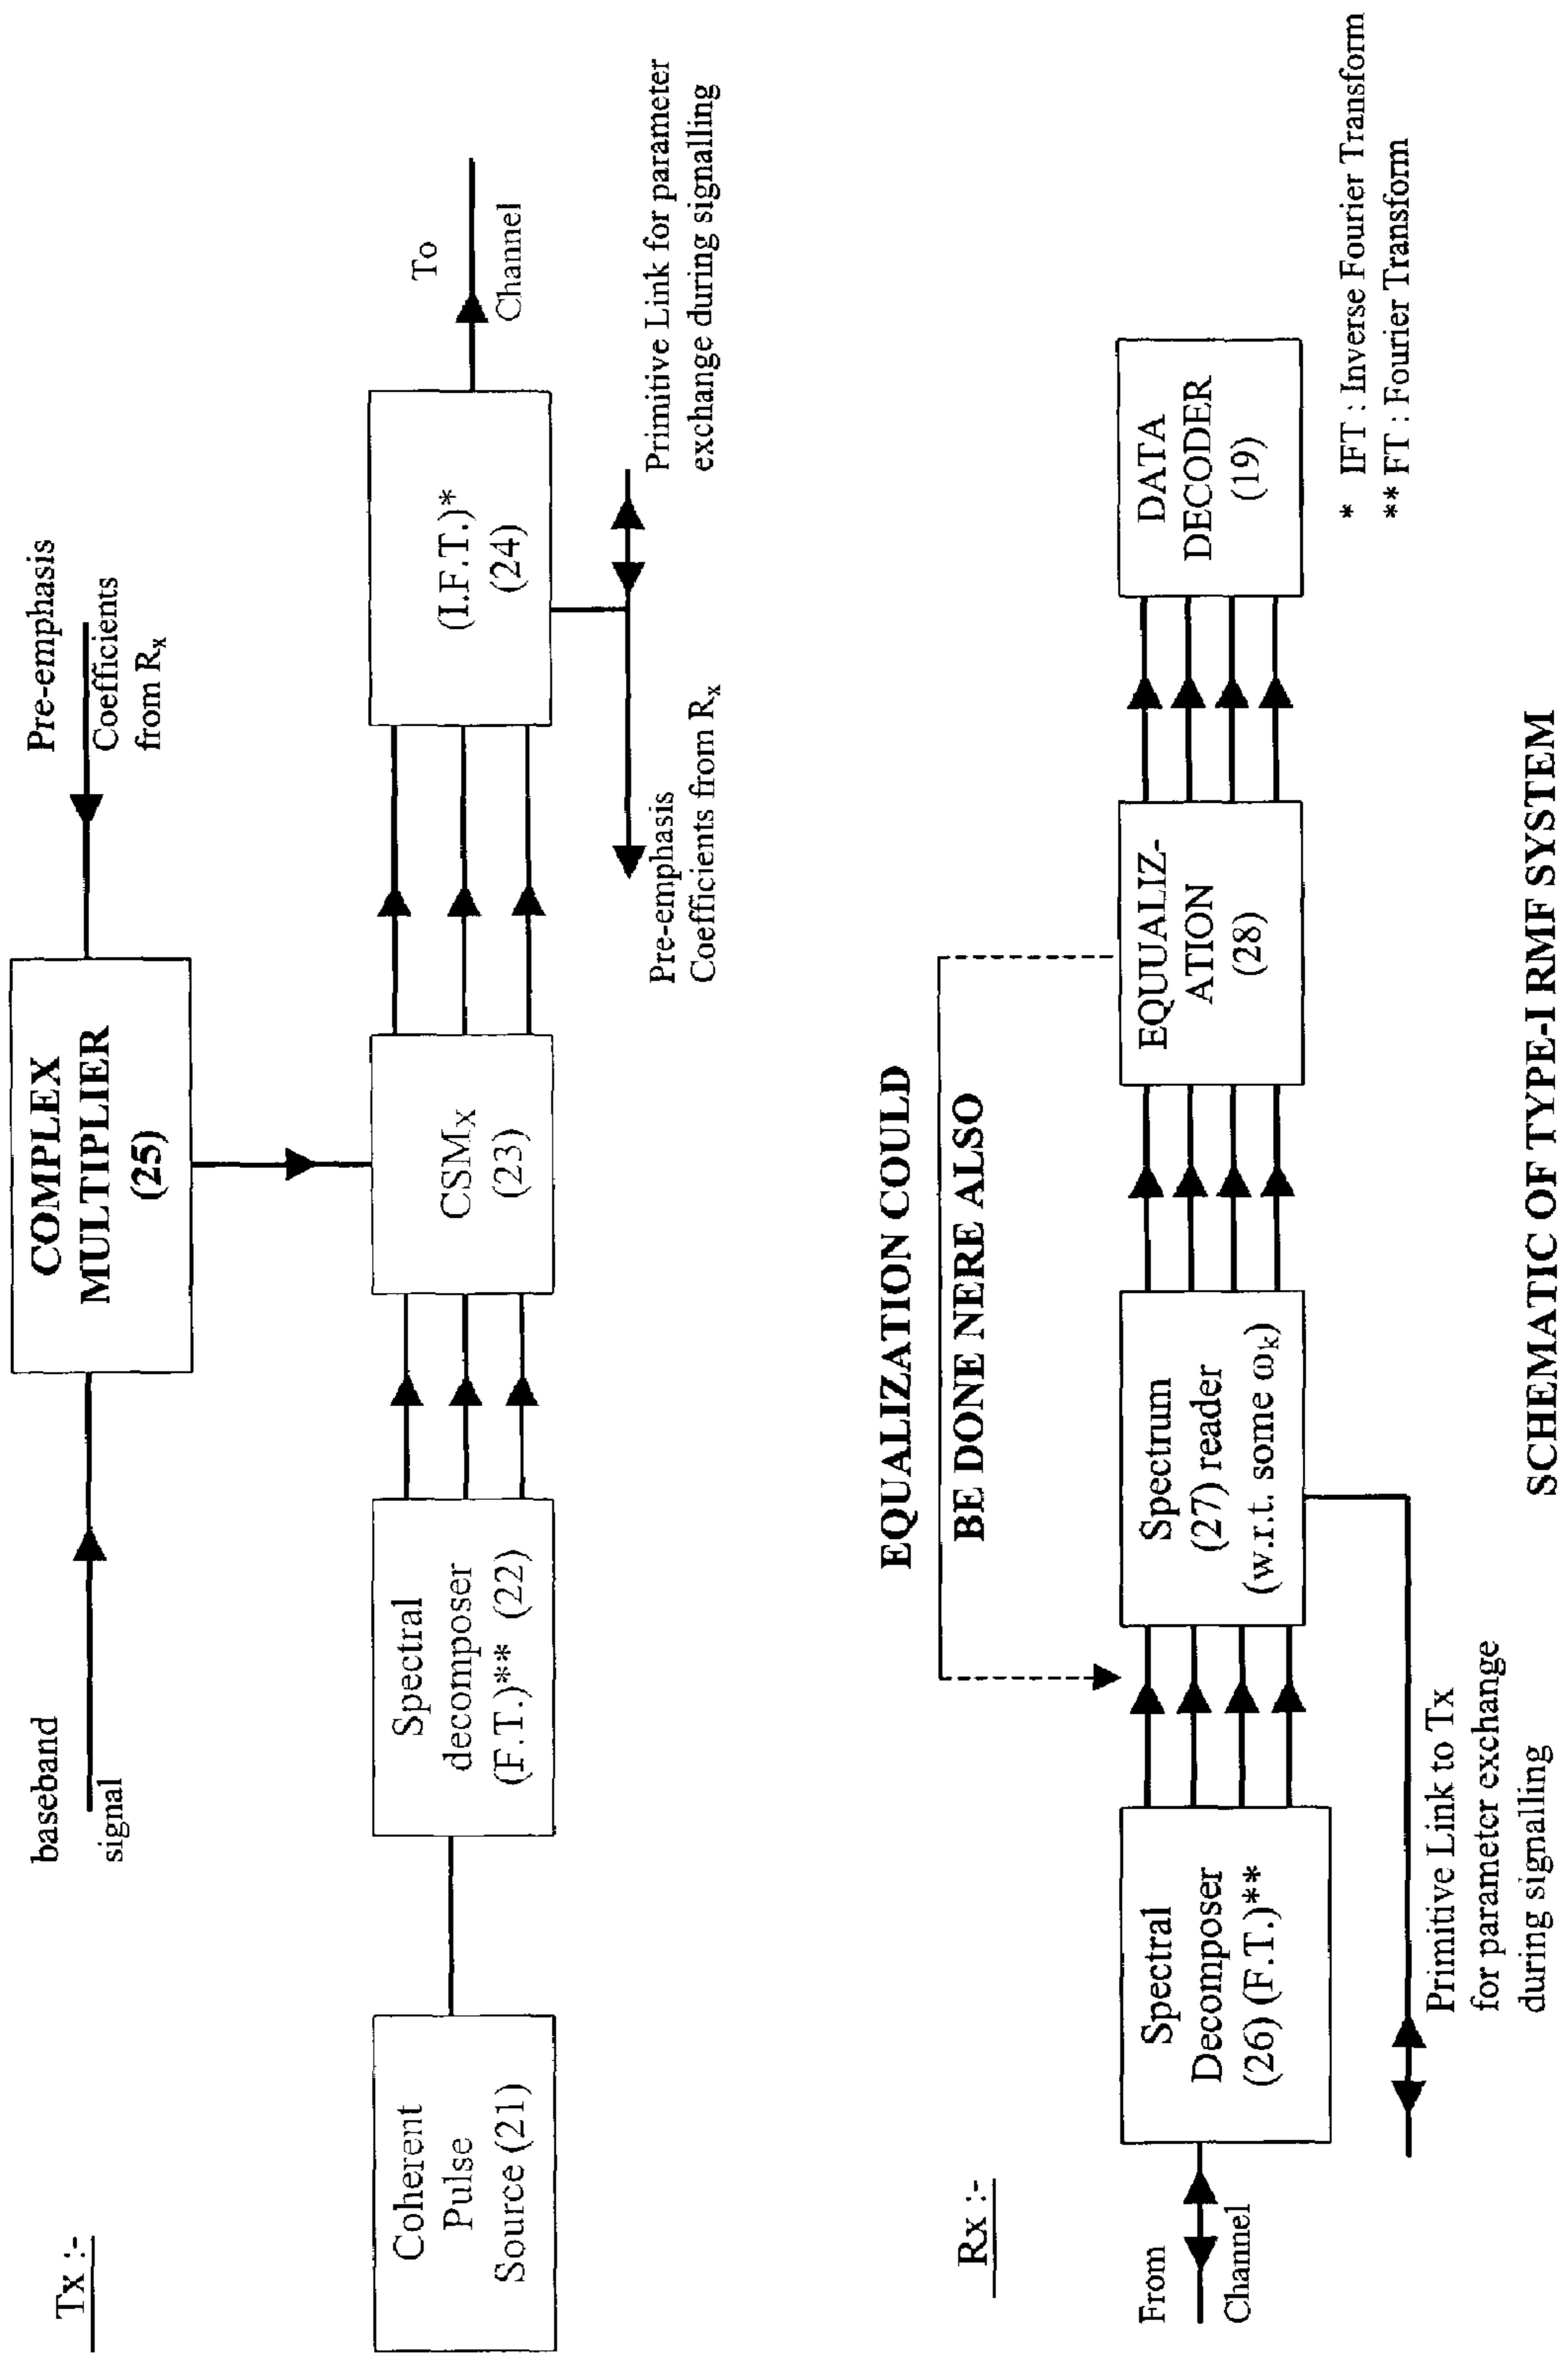 Tx :-
baseband
signal
COMPLEX
MULTIPLIER
(25)
Pre-emphasis
Coefficients
from Rx
Coherent
Pulse
Source (21)
Spectral
decomposer
(F.T.)** (22)
CSMX
(23)
(I.F.T.)*
(24)
To
Channel
Pre-emphasis
Coefficients from Rx
Primitive Link for parameter
exchange during signalling
EQUALIZATION COULD
BE DONE NERE ALSO
Rx :-
From
Channel
Spectral
Decomposer
(26) (F.T.)**
Spectrum
(27) reader
(w.r.t. some ωk)
EQUUALIZ-
ATION
(28)
DATA
DECODER
(19)
Primitive Link to Tx
for parameter exchange
during signalling
* IFT : Inverse Fourier Transform
** FT : Fourier Transform
SCHEMATIC OF TYPE-I RMF SYSTEM